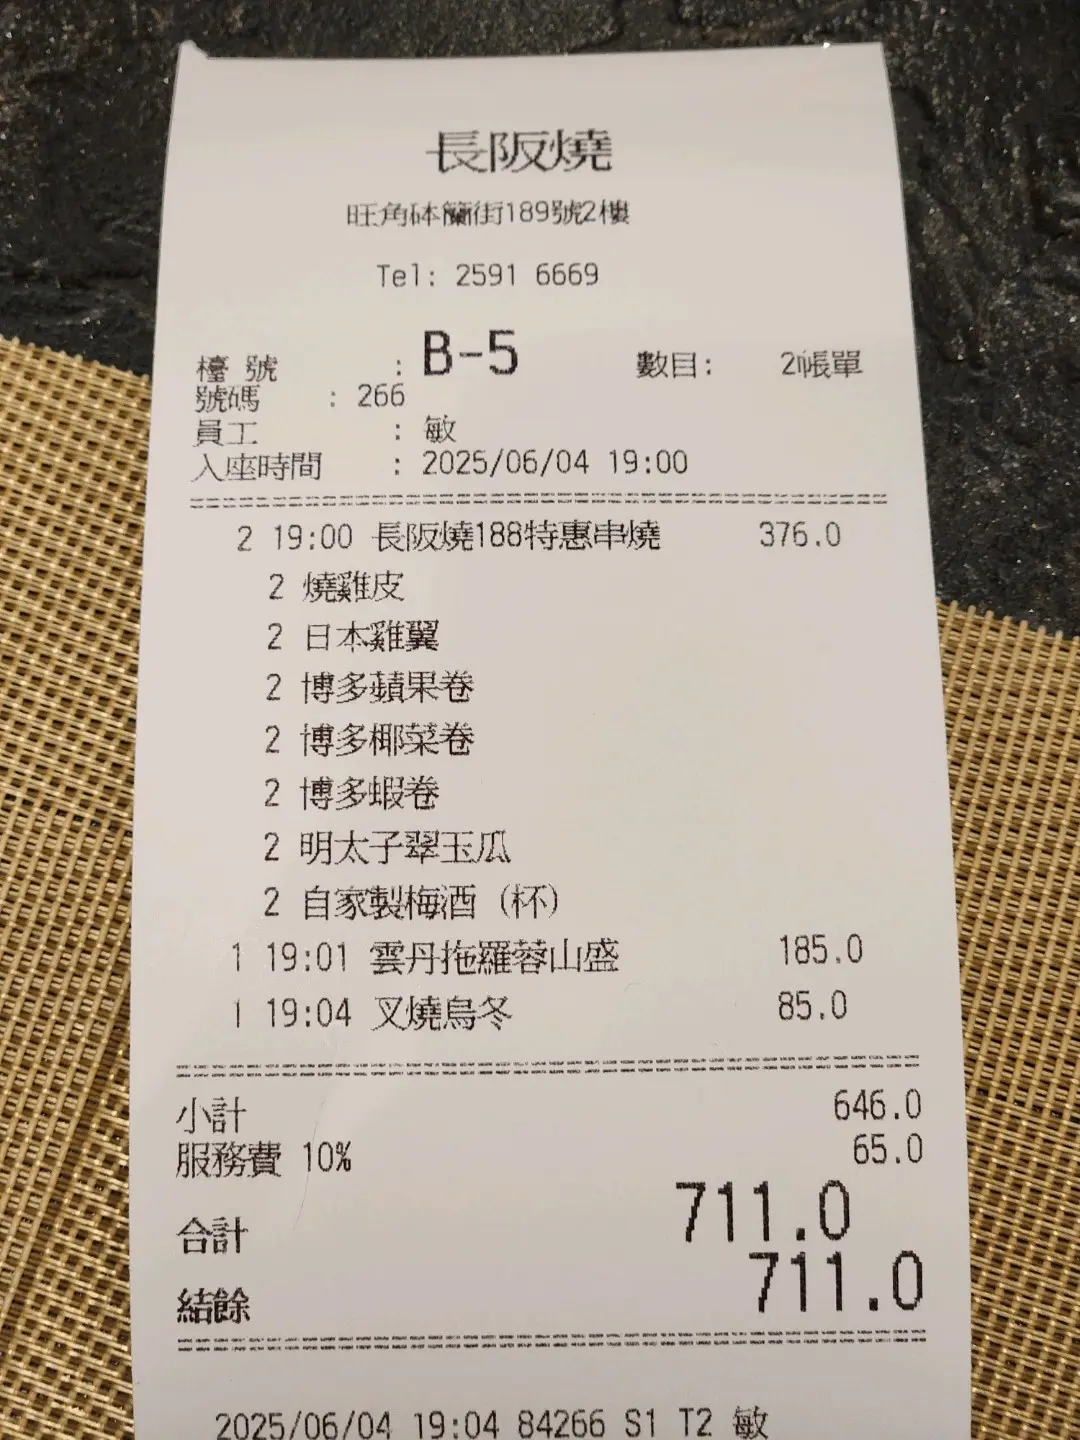 長阪燒
旺角砵蘭街189號2樓
Tel: 2591 6669
檯 號 : B-5 數目: 2帳單
號碼 : 266
員工 : 敏
入座時間 : 2025/06/04 19:00
2 19:00 長阪燒188特惠串燒 376.0
2 燒雞皮
2 日本雞翼
2 博多蘋果卷
2 博多椰菜卷
2 博多蝦卷
2 明太子翠玉瓜
2 自家製梅酒 (杯)
1 19:01 雲丹拖羅蓉山盛 185.0
1 19:04 叉燒烏冬 85.0
小計 646.0
服務費 10% 65.0
合計 711.0
結餘 711.0
2025/06/04 19:04 84266 S1 T2 敏